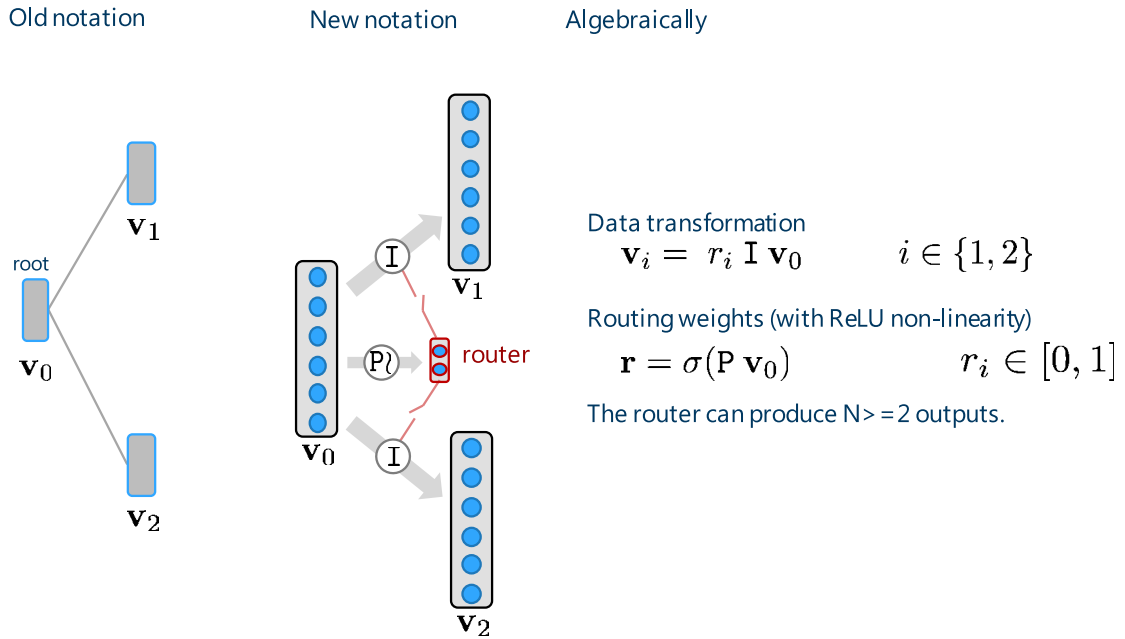 Old notation
New notation
Algebraically
root
v₀
v₁
v₂
v₀
I
P≀
I
router
v₁
v₂
Data transformation
vᵢ = rᵢ I v₀ i ∈ {1, 2}
Routing weights (with ReLU non-linearity)
r = σ(P v₀) rᵢ ∈ [0, 1]
The router can produce N>=2 outputs.